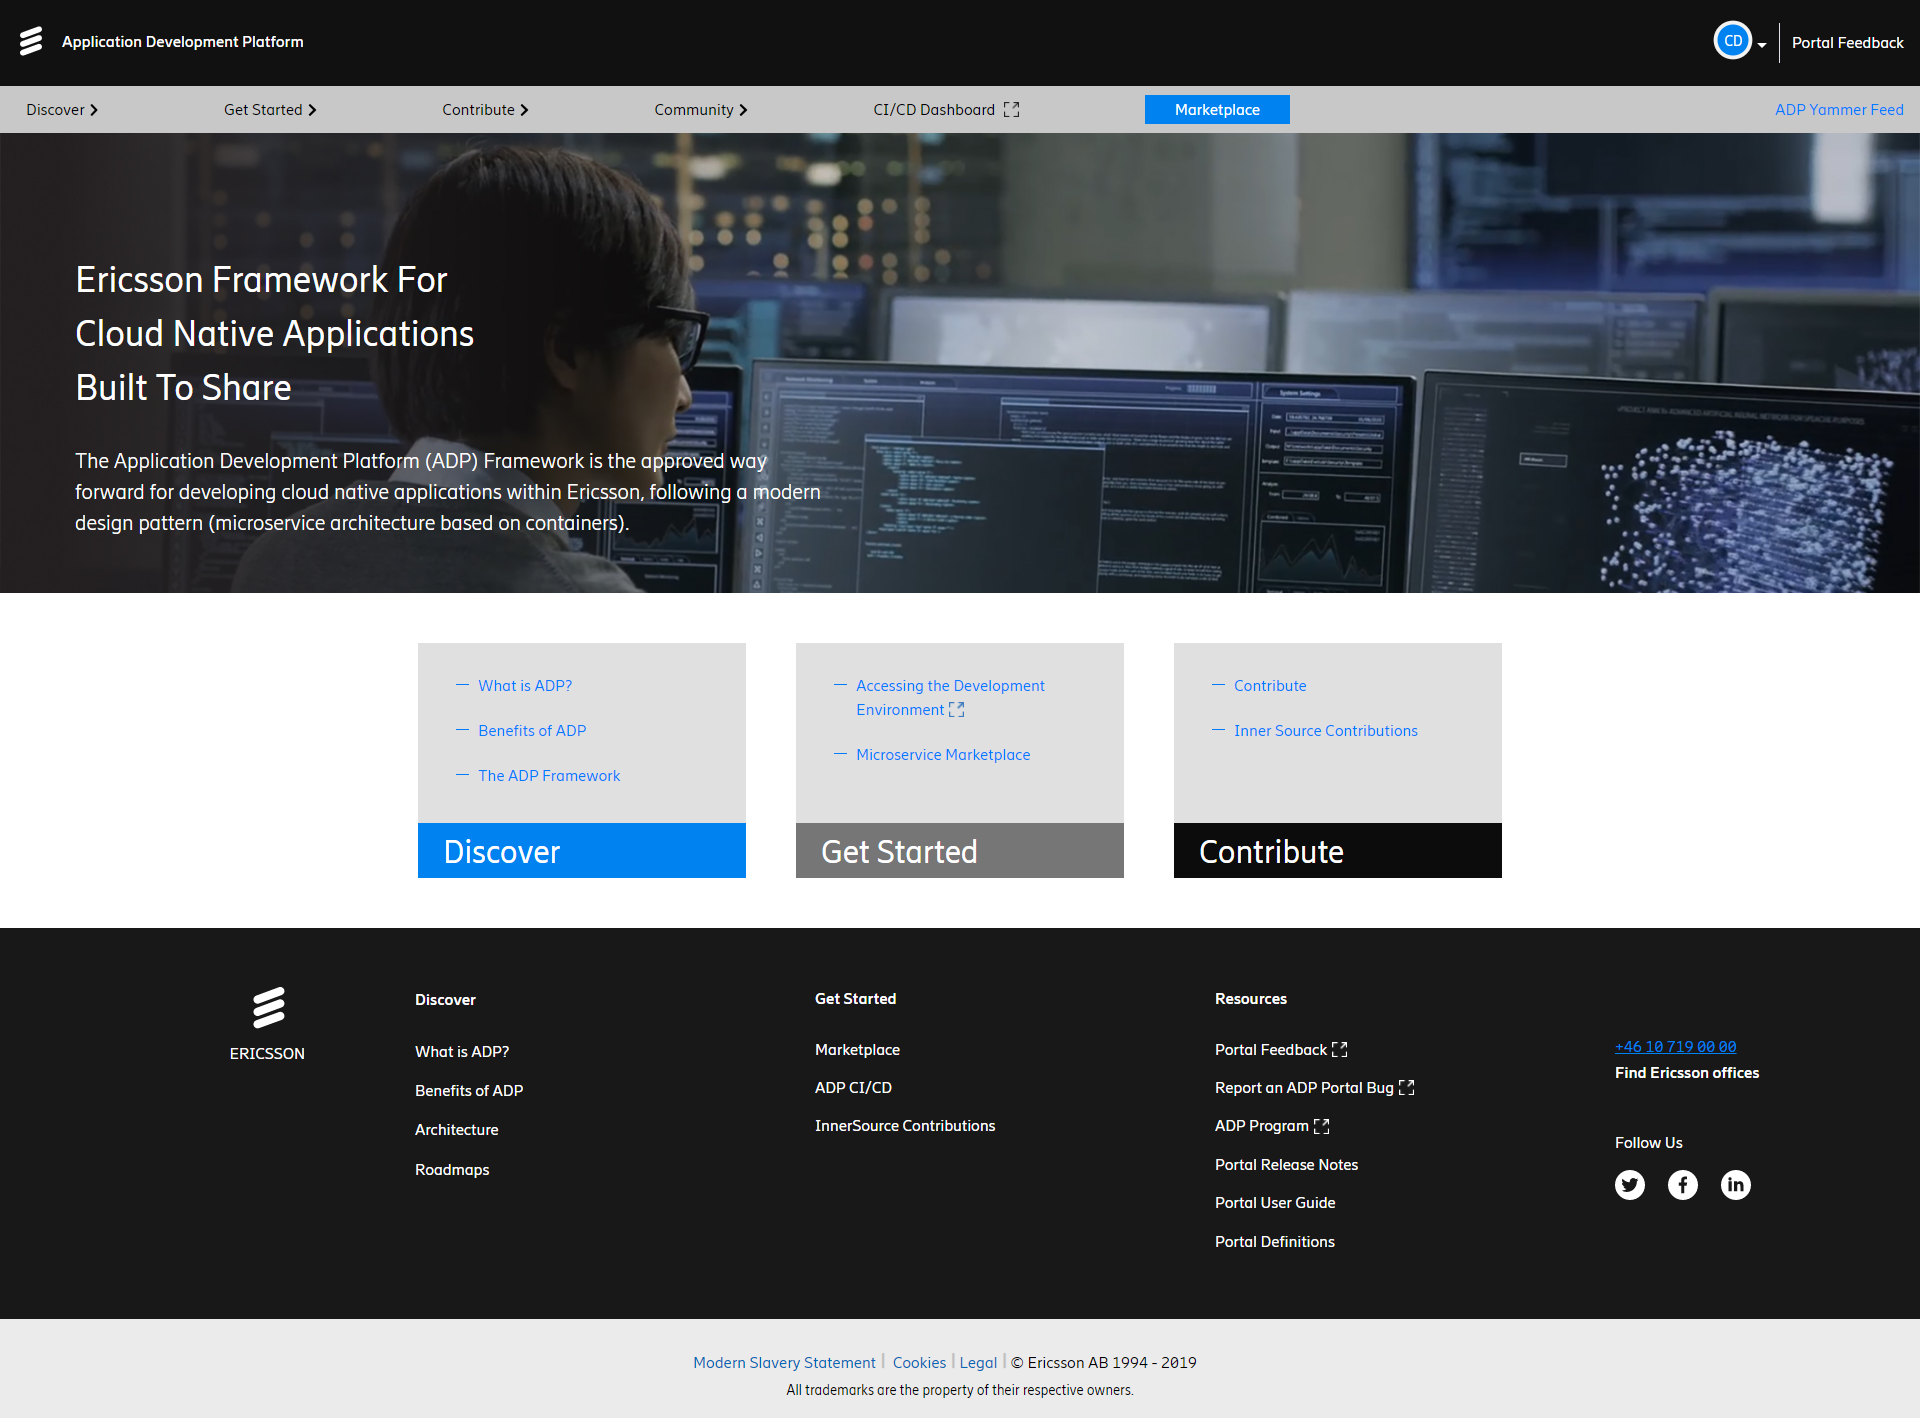 Application Development Platform
CD
Portal Feedback
Discover
Get Started
Contribute
Community
CI/CD Dashboard
Marketplace
ADP Yammer Feed
Ericsson Framework For
Cloud Native Applications
Built To Share
The Application Development Platform (ADP) Framework is the approved way
forward for developing cloud native applications within Ericsson, following a modern
design pattern (microservice architecture based on containers).
System Settings
What is ADP?
Benefits of ADP
The ADP Framework
Discover
Accessing the Development
Environment
Microservice Marketplace
Get Started
Contribute
Inner Source Contributions
Contribute
ERICSSON
Discover
What is ADP?
Benefits of ADP
Architecture
Roadmaps
Get Started
Marketplace
ADP CI/CD
InnerSource Contributions
Resources
Portal Feedback
Report an ADP Portal Bug
ADP Program
Portal Release Notes
Portal User Guide
Portal Definitions
+46 10 719 00 00
Find Ericsson offices
Follow Us
Modern Slavery Statement | Cookies | Legal | © Ericsson AB 1994 - 2019
All trademarks are the property of their respective owners.